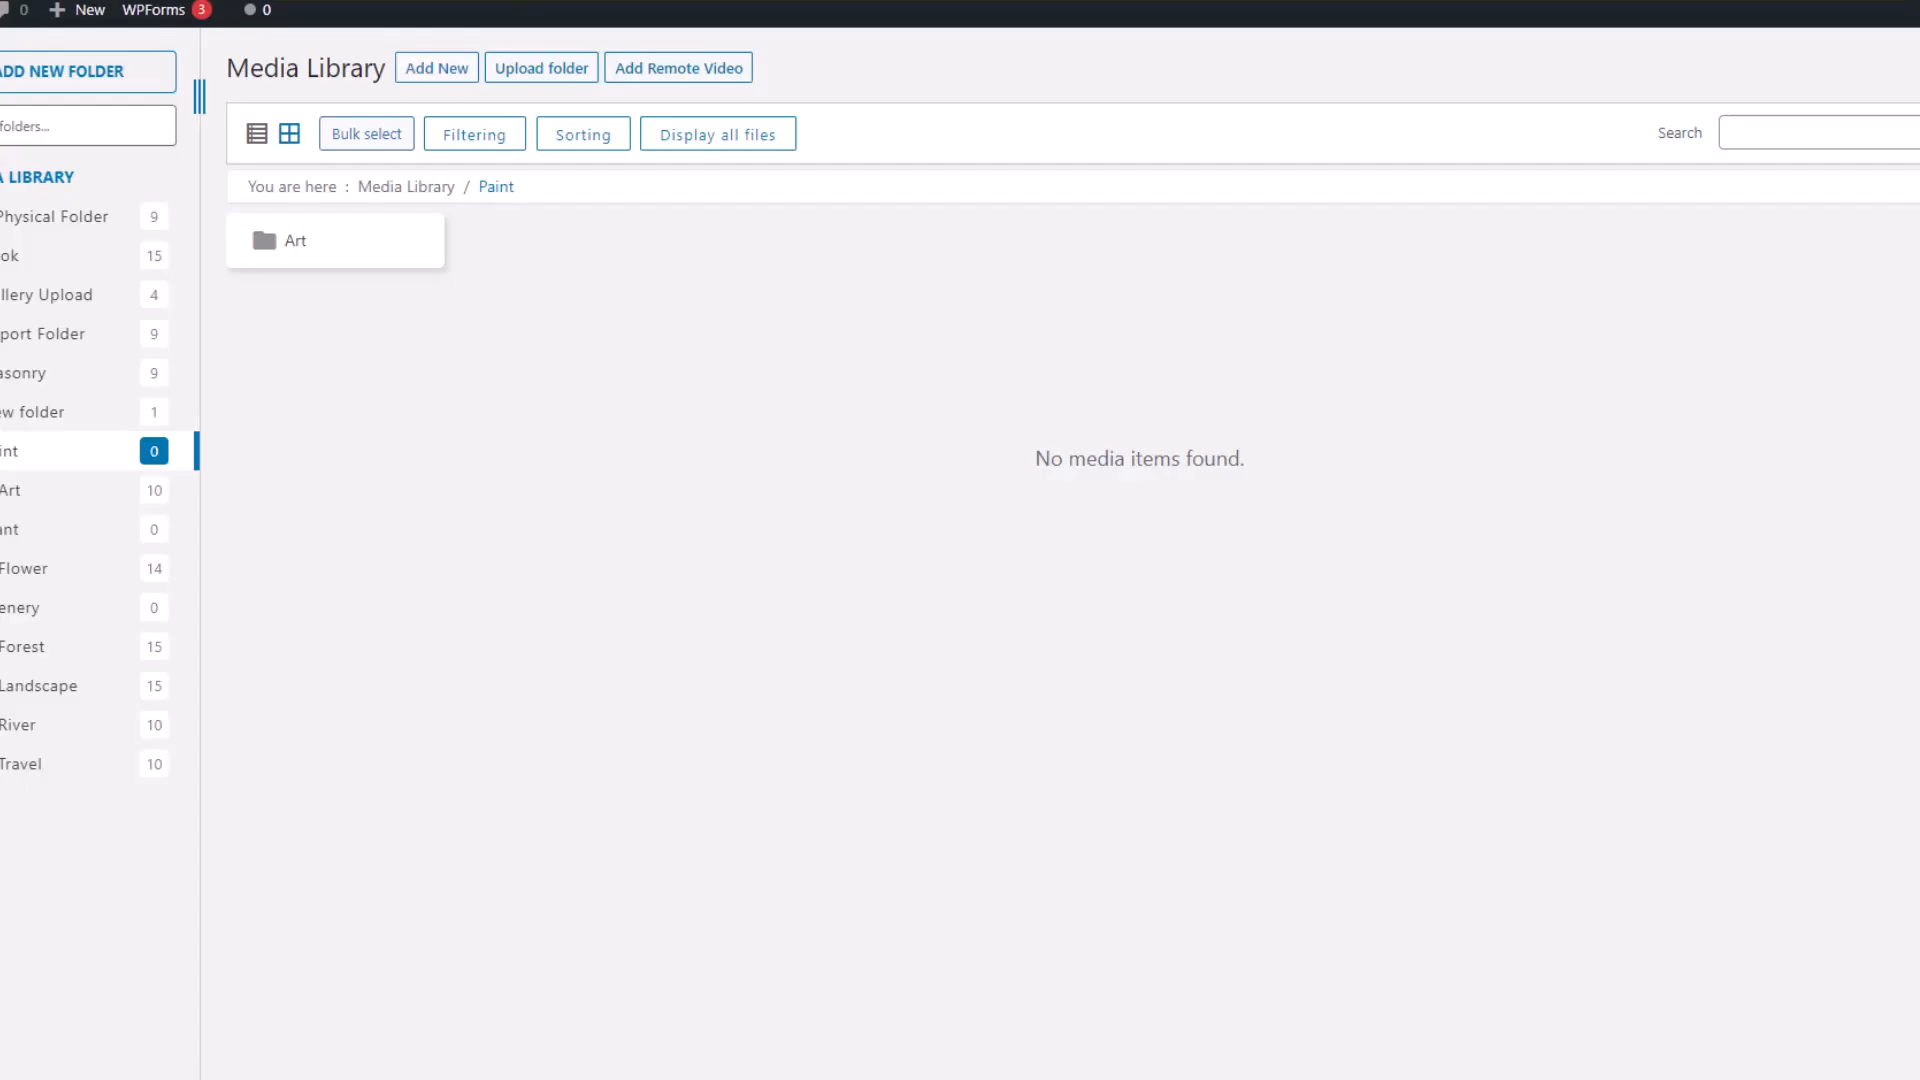 0 New WPForms 3 0
ADD NEW FOLDER
folders...
Media Library Add New Upload folder Add Remote Video
Bulk select Filtering Sorting Display all files Search
You are here : Media Library / Paint
Art
No media items found.
LIBRARY
Physical Folder 9
ok 15
llery Upload 4
port Folder 9
asonry 9
ew folder 1
int 0
Art 10
ant 0
Flower 14
enery 0
Forest 15
Landscape 15
River 10
Travel 10